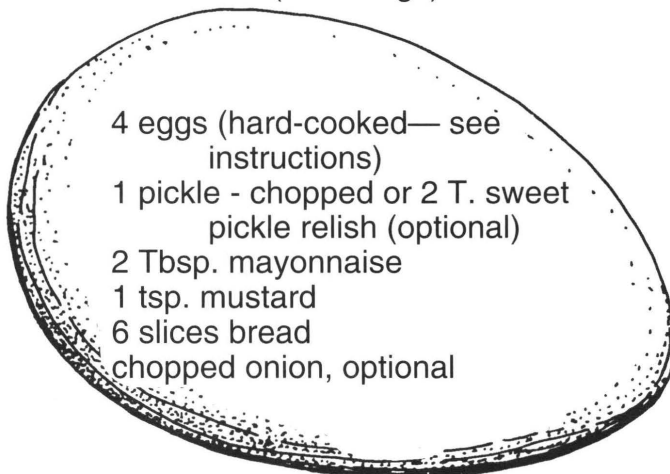 4 eggs (hard-cooked— see
instructions)
1 pickle - chopped or 2 T. sweet
pickle relish (optional)
2 Tbsp. mayonnaise
1 tsp. mustard
6 slices bread
chopped onion, optional